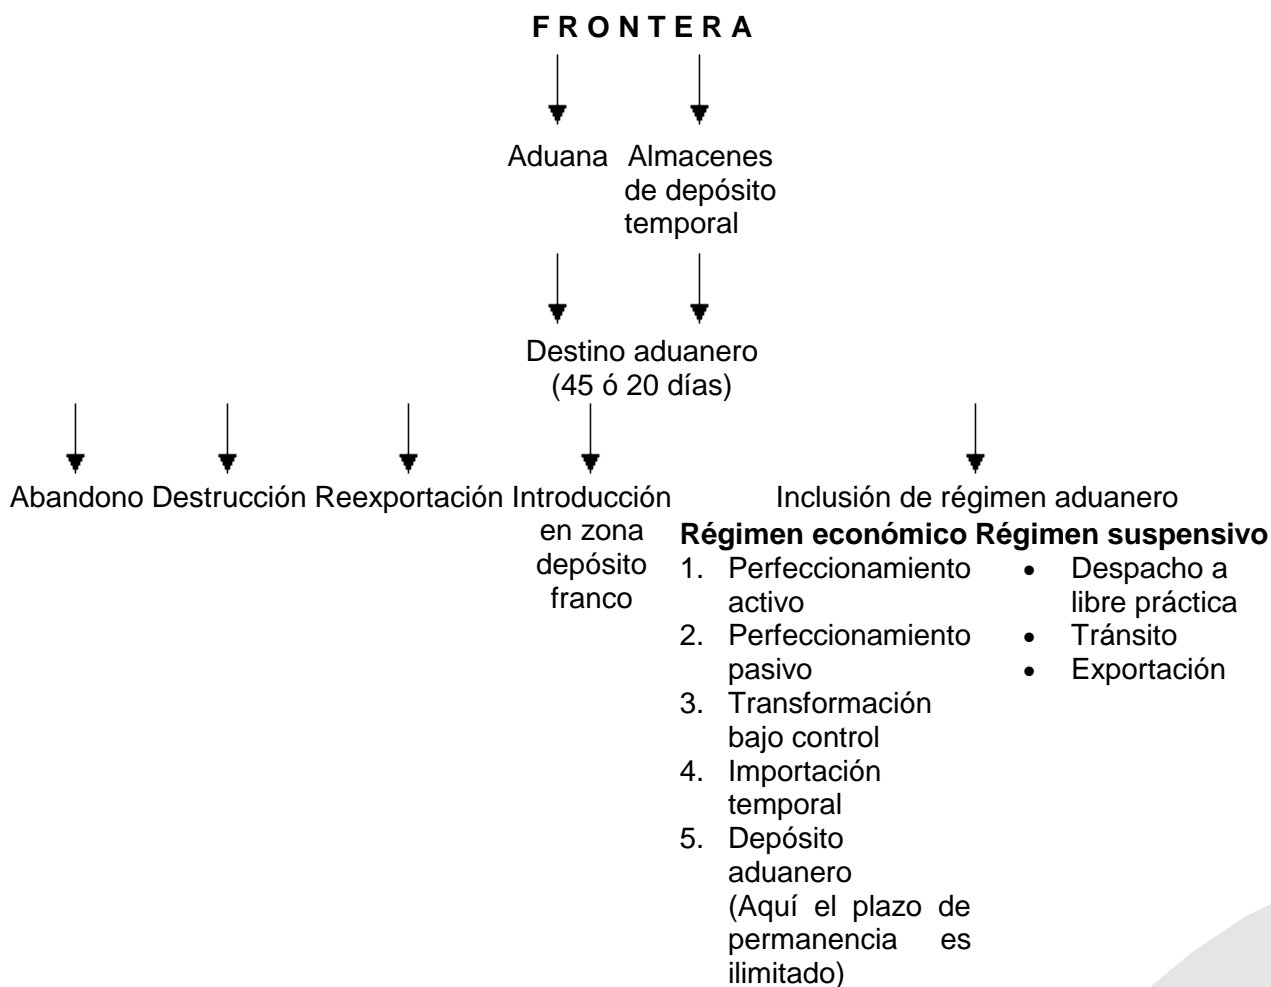 F R O N T E R A
Aduana
Almacenes
de depósito
temporal
Destino aduanero
(45 ó 20 días)
Abandono
Destrucción
Reexportación
Introducción
en zona
depósito
franco
Inclusión de régimen aduanero
Régimen económico
1. Perfeccionamiento
activo
2. Perfeccionamiento
pasivo
3. Transformación
bajo control
4. Importación
temporal
5. Depósito
aduanero
(Aquí el plazo de
permanencia es
ilimitado)
Régimen suspensivo
• Despacho a
libre práctica
• Tránsito
• Exportación